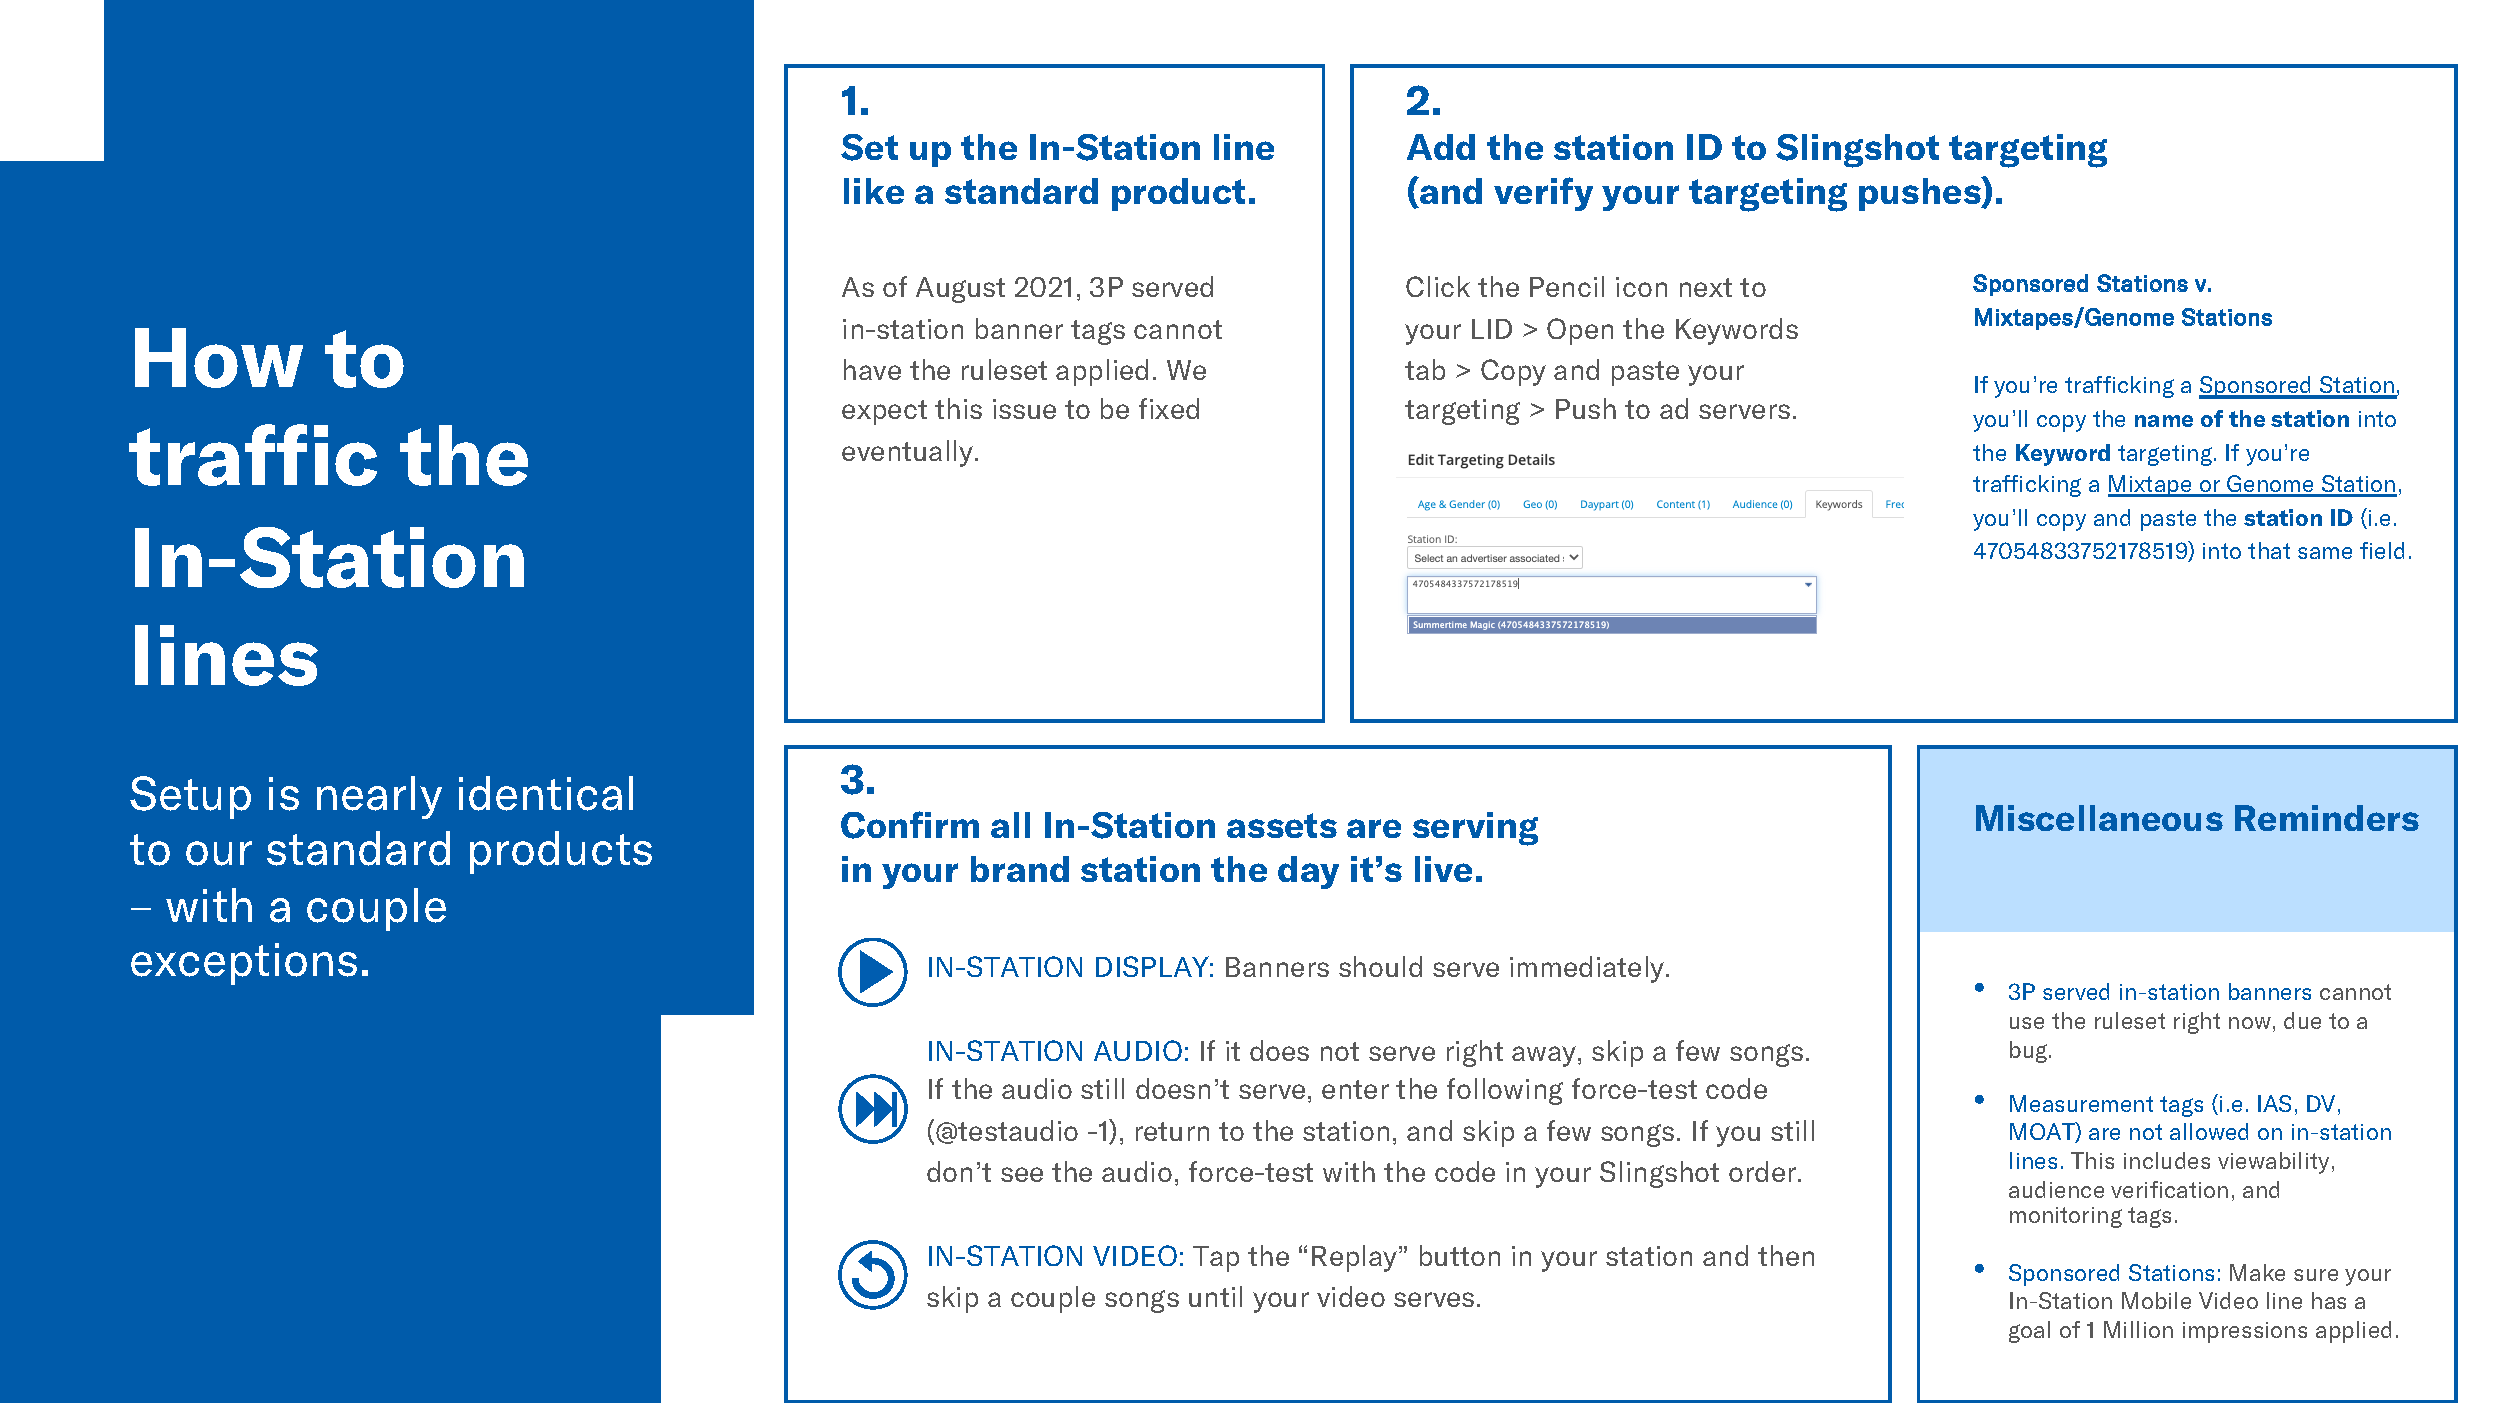 How to
traffic the
In-Station
lines
Setup is nearly identical
to our standard products
– with a couple
exceptions.
1.
Set up the In-Station line
like a standard product.
As of August 2021, 3P served
in-station banner tags cannot
have the ruleset applied. We
expect this issue to be fixed
eventually.
2.
Add the station ID to Slingshot targeting
(and verify your targeting pushes).
Click the Pencil icon next to
your LID > Open the Keywords
tab > Copy and paste your
targeting > Push to ad servers.
Edit Targeting Details
Age & Gender (0) Geo (0) Daypart (0) Content (1) Audience (0) Keywords Frec
Station ID:
Select an advertiser associated :
4705484337572178519
Summertime Magic (4705484337572178519)
Sponsored Stations v.
Mixtapes/Genome Stations
If you’re trafficking a Sponsored Station,
you’ll copy the name of the station into
the Keyword targeting. If you’re
trafficking a Mixtape or Genome Station,
you’ll copy and paste the station ID (i.e.
47054833752178519) into that same field.
3.
Confirm all In-Station assets are serving
in your brand station the day it’s live.
IN-STATION DISPLAY: Banners should serve immediately.
IN-STATION AUDIO: If it does not serve right away, skip a few songs.
If the audio still doesn’t serve, enter the following force-test code
(@testaudio -1), return to the station, and skip a few songs. If you still
don’t see the audio, force-test with the code in your Slingshot order.
IN-STATION VIDEO: Tap the “Replay” button in your station and then
skip a couple songs until your video serves.
Miscellaneous Reminders
• 3P served in-station banners cannot
use the ruleset right now, due to a
bug.
• Measurement tags (i.e. IAS, DV,
MOAT) are not allowed on in-station
lines. This includes viewability,
audience verification, and
monitoring tags.
• Sponsored Stations: Make sure your
In-Station Mobile Video line has a
goal of 1 Million impressions applied.